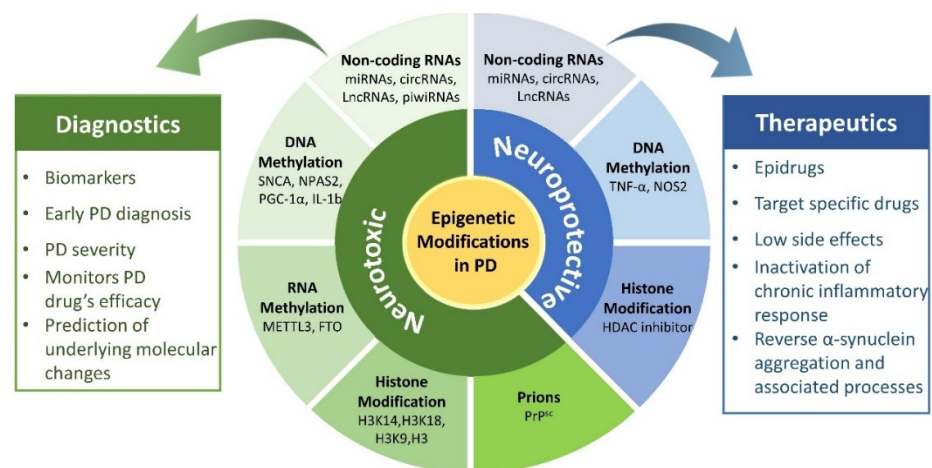 Diagnostics
• Biomarkers
• Early PD diagnosis
• PD severity
• Monitors PD
drug's efficacy
• Prediction of
underlying molecular
changes
Non-coding RNAs
miRNAs, circRNAs,
LncRNAs, piwiRNAs
DNA
Methylation
SNCA, NPAS2,
PGC-1α, IL-1b
RNA
Methylation
METTL3, FTO
Histone
Modification
H3K14,H3K18,
H3K9,H3
Prions
PrPˢᶜ
Neurotoxic
Epigenetic
Modifications
in PD
Neuroprotective
Non-coding RNAs
miRNAs, circRNAs,
LncRNAs
DNA
Methylation
TNF-α, NOS2
Histone
Modification
HDAC inhibitor
Therapeutics
• Epidrugs
• Target specific drugs
• Low side effects
• Inactivation of
chronic inflammatory
response
• Reverse α-synuclein
aggregation and
associated processes